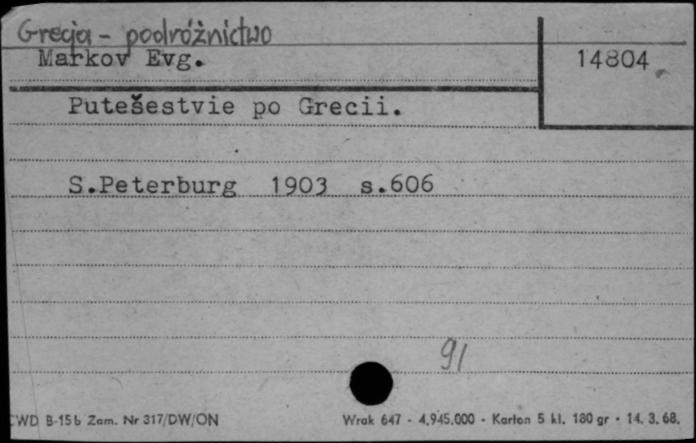 Grecja - podróżnictwo
Markov Evg.
14804
Putešestvie po Grecii.
S.Peterburg 1903 s.606
91
CWD B-15b Zam. Nr 317/DW/ON
Wrak 647 - 4.945.000 - Karton 5 kl. 180 gr - 14. 3. 68.